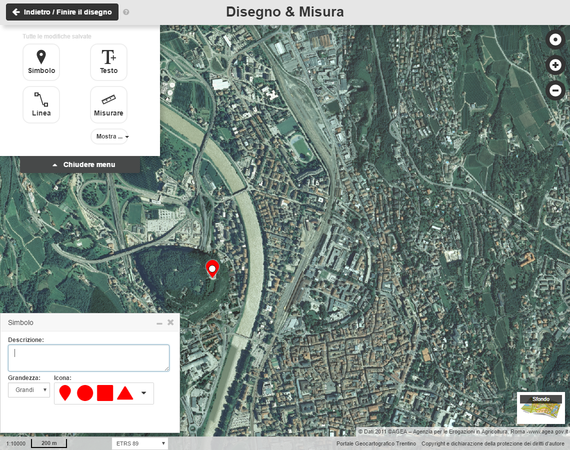 Indietro / Finire il disegno
Disegno & Misura
Tutte le modifiche salvate
Simbolo
Testo
Linea
Misurare
Mostra ...
Chiudere menu
Simbolo
Descrizione:
Grandezza:
Icona:
Grandi
Sfondo
© Dati 2011 ©AGEA – Agenzia per le Erogazioni in Agricoltura, Roma -www.agea.gov.it
1:10000
200 m
ETRS 89
Portale Geocartografico Trentino
Copyright e dichiarazione della protezione dei diritti d'autore